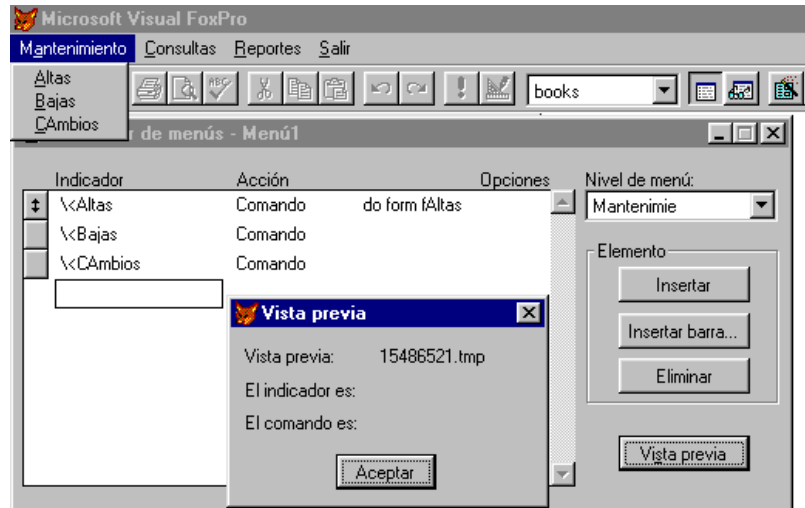 Microsoft Visual FoxPro
Mantenimiento Consultas Reportes Salir
Altas
Bajas
CAmbios
ABC
books
r de menús - Menú1
Indicador Acción Opciones Nivel de menú:
\<Altas Comando do form fAltas Mantenimie
\<Bajas Comando
\<CAmbios Comando
Elemento
Insertar
Insertar barra...
Eliminar
Vista previa
Vista previa
Vista previa: 15486521.tmp
El indicador es:
El comando es:
Aceptar